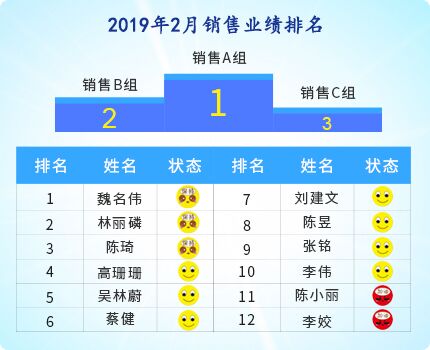 2019年2月销售业绩排名
销售A组
销售B组
销售C组
1
2
3
排名 姓名 状态 排名 姓名 状态
1 魏名伟 7 刘建文
2 林丽磷 8 陈昱
3 陈琦 9 张铭
4 高珊珊 10 李伟
5 吴林蔚 11 陈小丽
6 蔡健 12 李姣